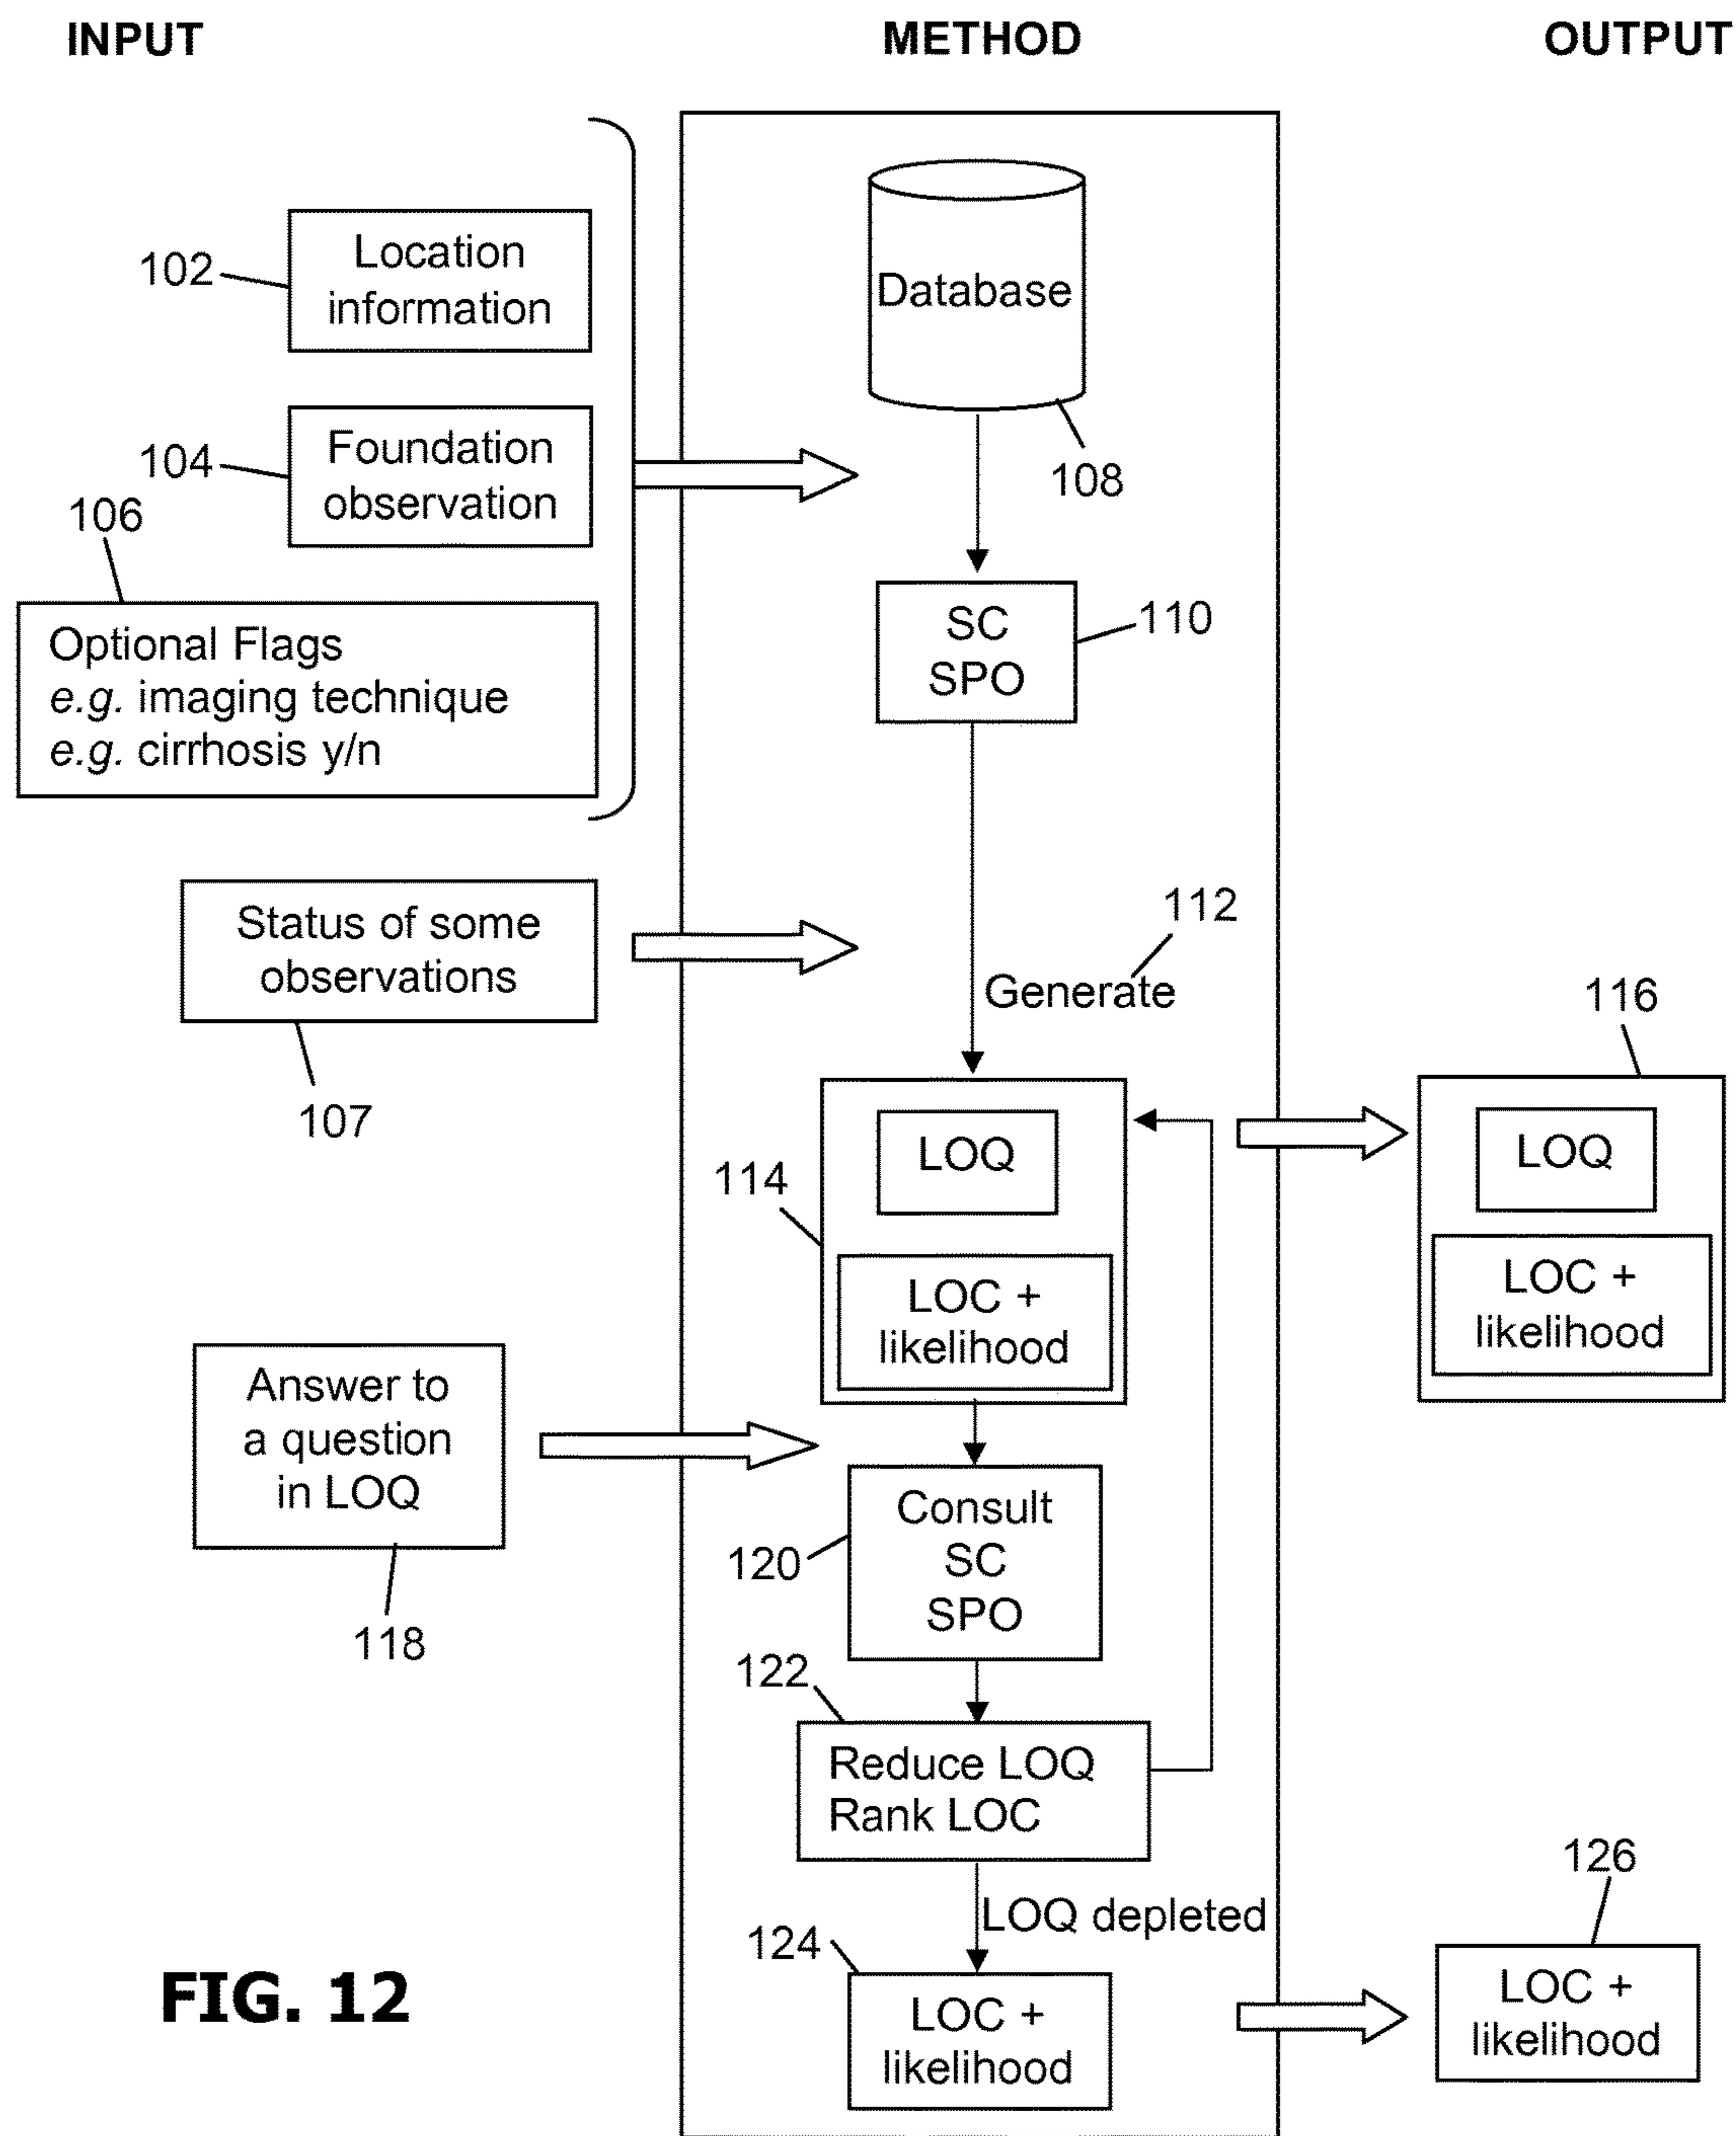 INPUT
METHOD
OUTPUT
102
Location
information
104
Foundation
observation
106
Optional Flags
e.g. imaging technique
e.g. cirrhosis y/n
Database
108
SC
SPO
110
Status of some
observations
107
112
Generate
114
LOQ
LOC +
likelihood
116
LOQ
LOC +
likelihood
Answer to
a question
in LOQ
118
120
Consult
SC
SPO
122
Reduce LOQ
Rank LOC
LOQ depleted
124
LOC +
likelihood
126
LOC +
likelihood
FIG. 12